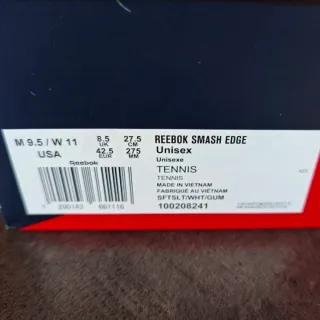 M 9.5 / W 11 8.5 27.5 REEBOK SMASH EDGE
UK CM Unisex
USA 42.5 275 Unisexe
EUR MM TENNIS
Reebok TENNIS
MADE IN VIETNAM
FABRIQUÉ AU VIETNAM
SFTSLT/WHT/GUM
100208241